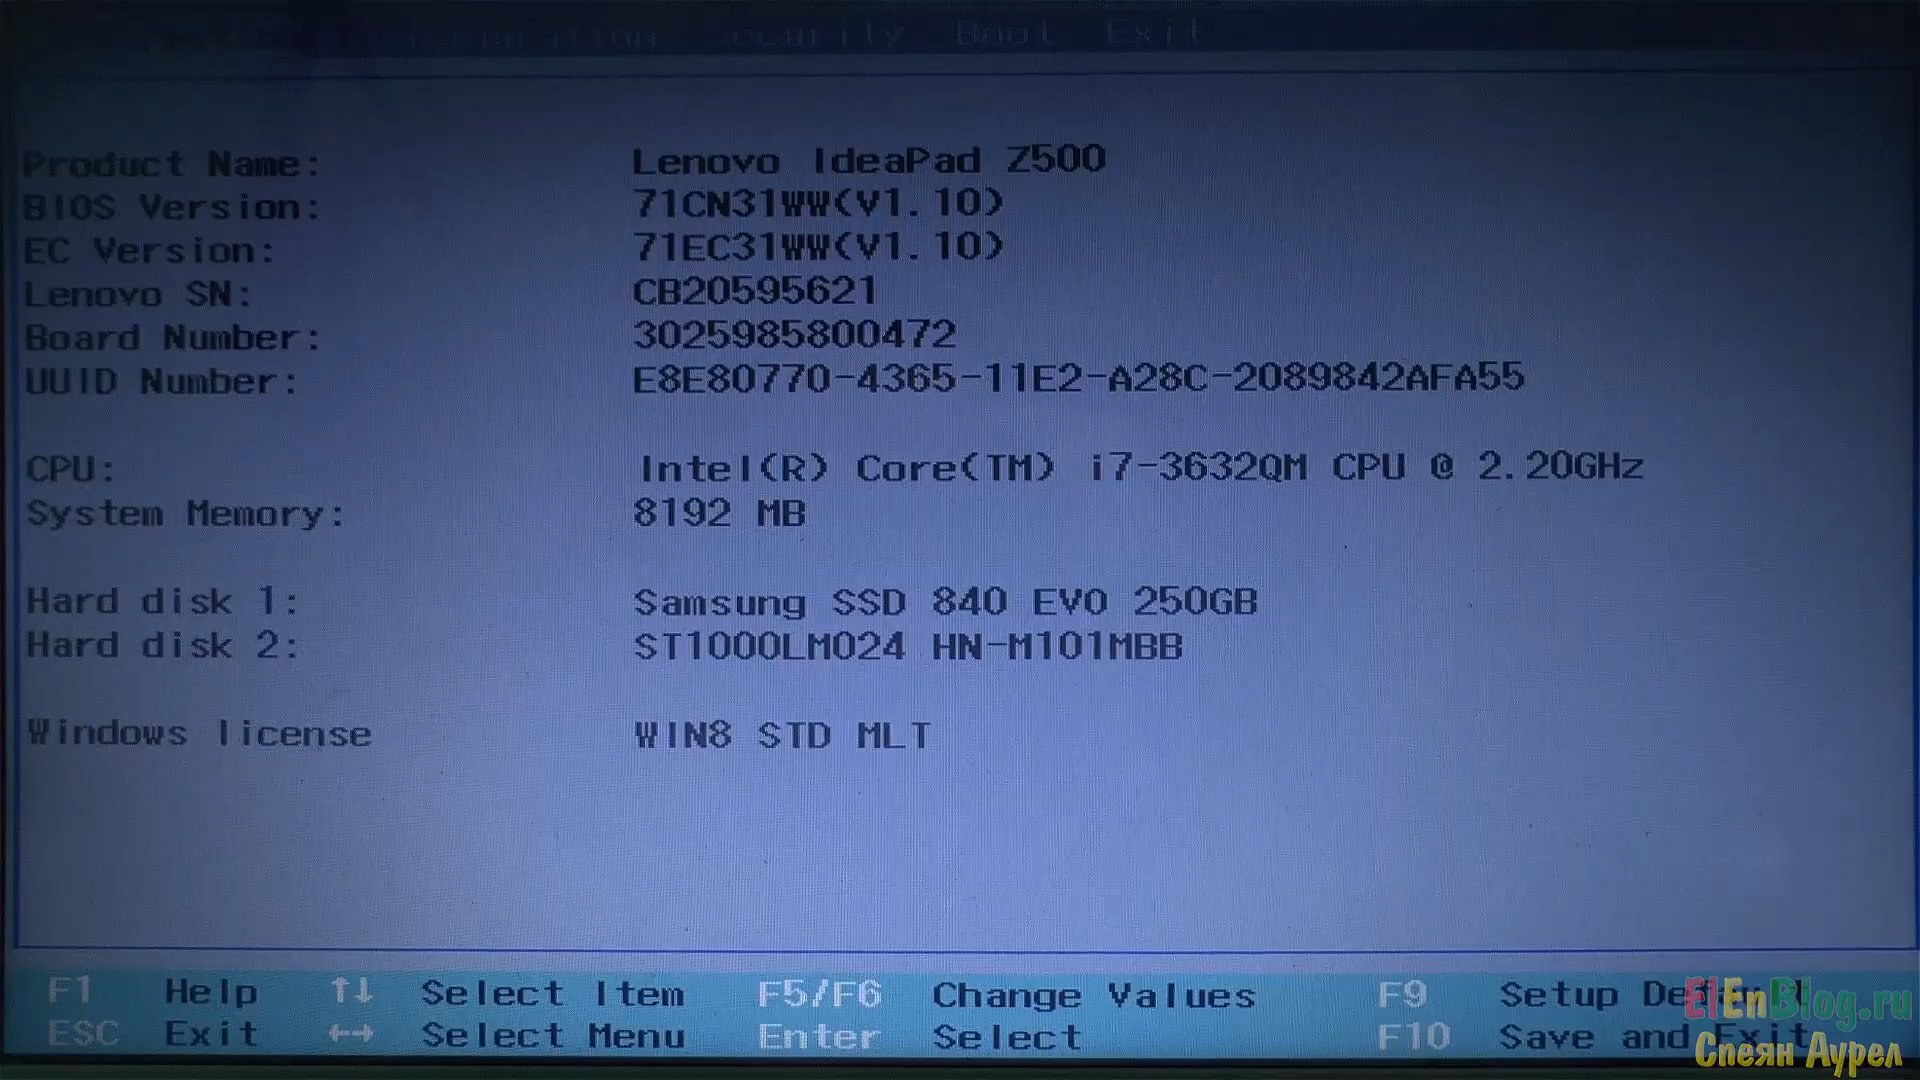 Security Boot Exit
Product Name: Lenovo IdeaPad Z500
BIOS Version: 71CN31WW(V1.10)
EC Version: 71EC31WW(V1.10)
Lenovo SN: CB20595621
Board Number: 3025985800472
UUID Number: E8E80770-4365-11E2-A28C-2089842AFA55
CPU: Intel(R) Core(TM) i7-3632QM CPU @ 2.20GHz
System Memory: 8192 MB
Hard disk 1: Samsung SSD 840 EVO 250GB
Hard disk 2: ST1000LM024 HN-M101MBB
Windows license WIN8 STD MLT
F1 Help ↑↓ Select Item F5/F6 Change Values F9 Setup
ESC Exit ↔ Select Menu Enter Select F10 Save and Exit
ElEnBlog.ru
Спеян Аурел